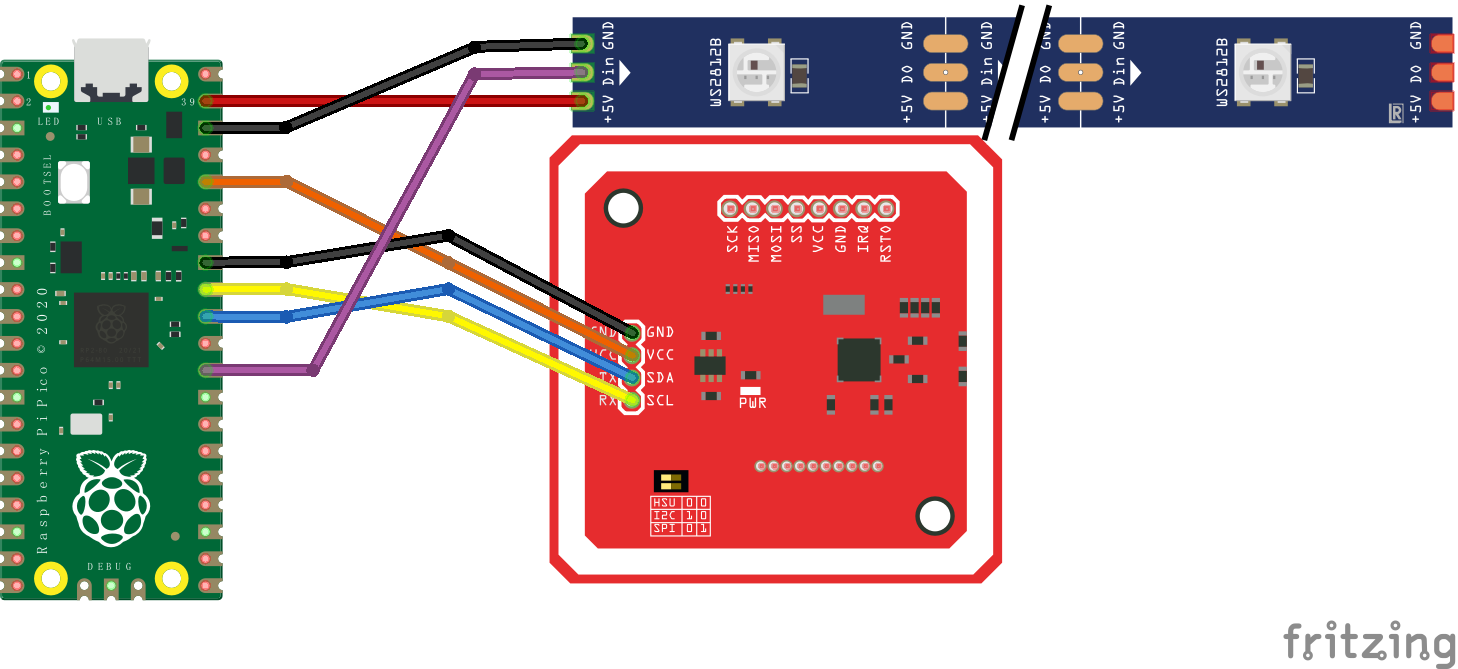 1
2
39
LED
USB
BOOTSEL
Raspberry Pi Pico © 2020
DEBUG
GND
Din
+5V
WS2812B
GND
DO
+5V
GND
Din
+5V
GND
DO
+5V
GND
Din
+5V
WS2812B
R
GND
DO
+5V
SCK
MISO
MOSI
SS
VCC
GND
IRQ
RSTO
GND GND
VCC VCC
TX SDA
RX SCL
PWR
HSU 0 0
I2C 1 0
SPI 0 1
fritzing